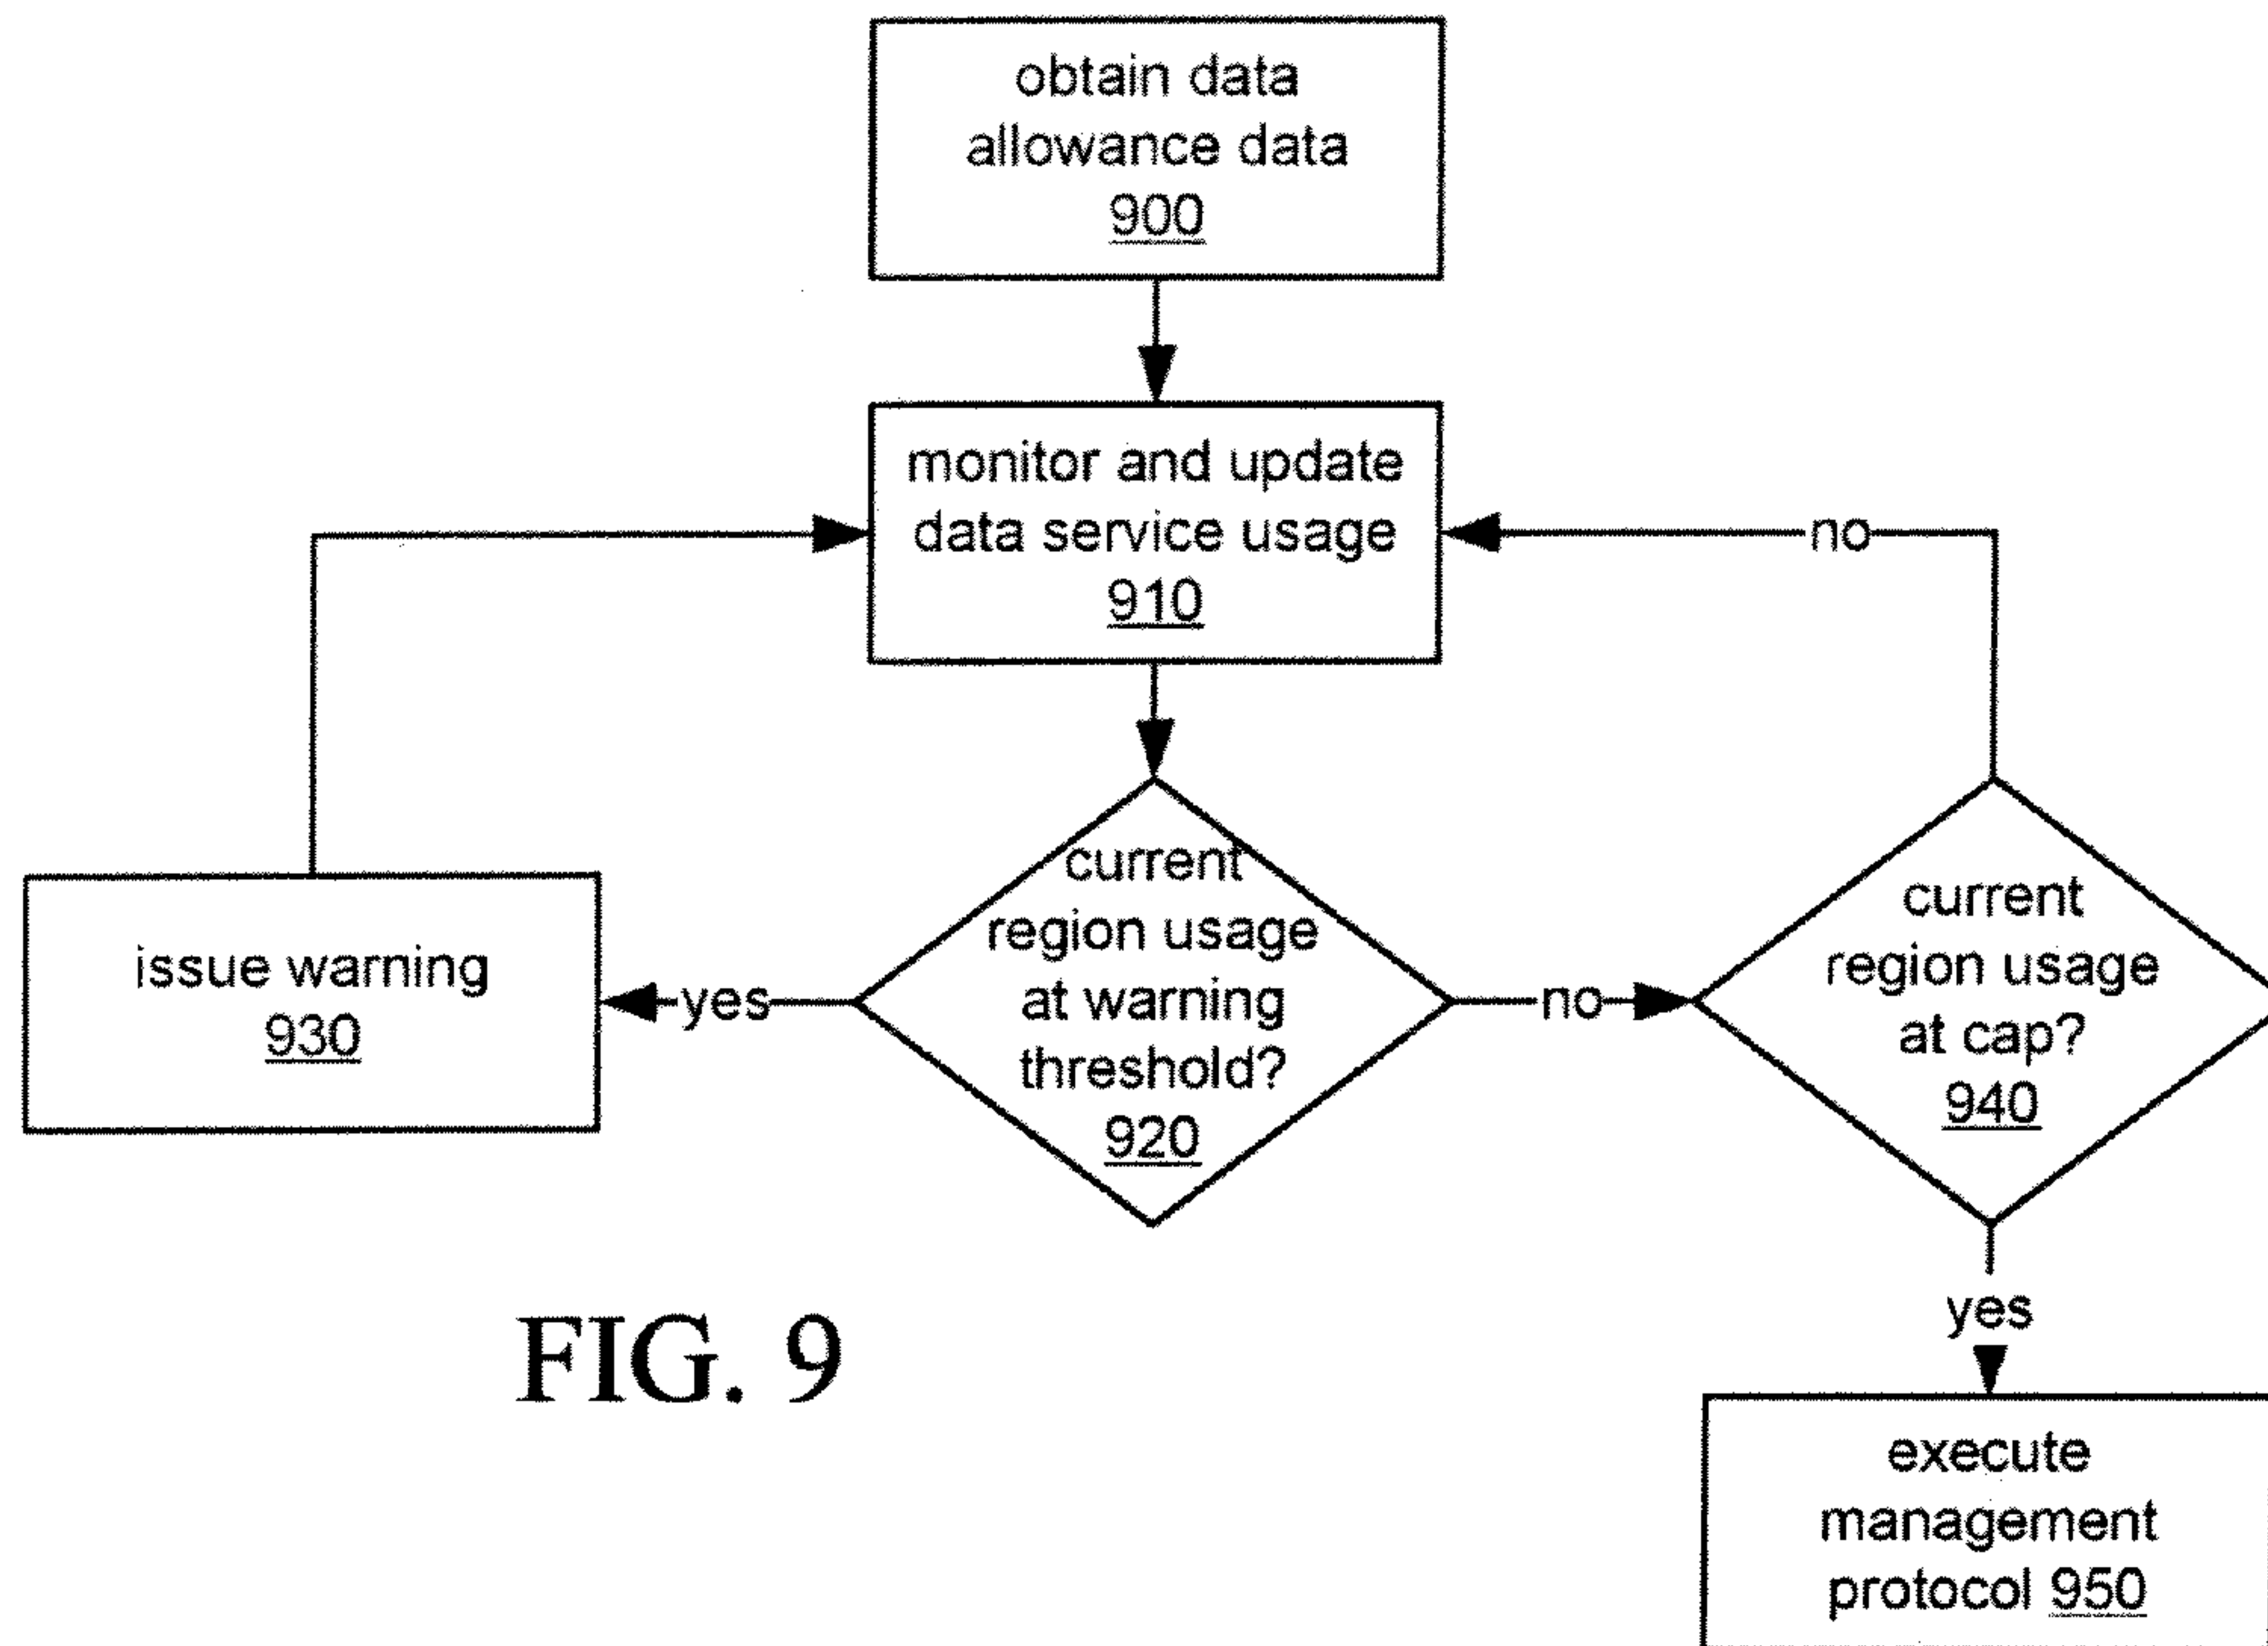 obtain data
allowance data
900
monitor and update
data service usage
910
no
current
region usage
at warning
threshold?
920
yes
issue warning
930
no
current
region usage
at cap?
940
yes
execute
management
protocol 950
FIG. 9